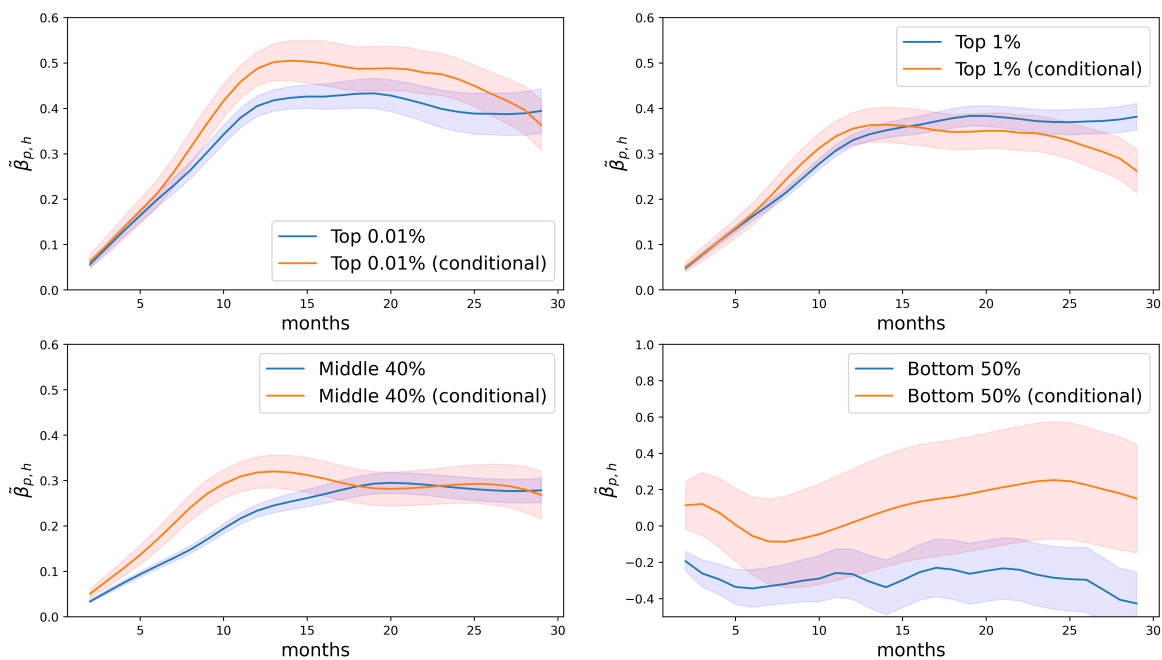 0.6
0.5
0.4
0.3
0.2
0.1
0.0
β̃p,h
Top 0.01%
Top 0.01% (conditional)
5 10 15 20 25 30
months
0.6
0.5
0.4
0.3
0.2
0.1
0.0
β̃p,h
Top 1%
Top 1% (conditional)
5 10 15 20 25 30
months
0.6
0.5
0.4
0.3
0.2
0.1
0.0
β̃p,h
Middle 40%
Middle 40% (conditional)
5 10 15 20 25 30
months
1.0
0.8
0.6
0.4
0.2
0.0
−0.2
−0.4
β̃p,h
Bottom 50%
Bottom 50% (conditional)
5 10 15 20 25 30
months